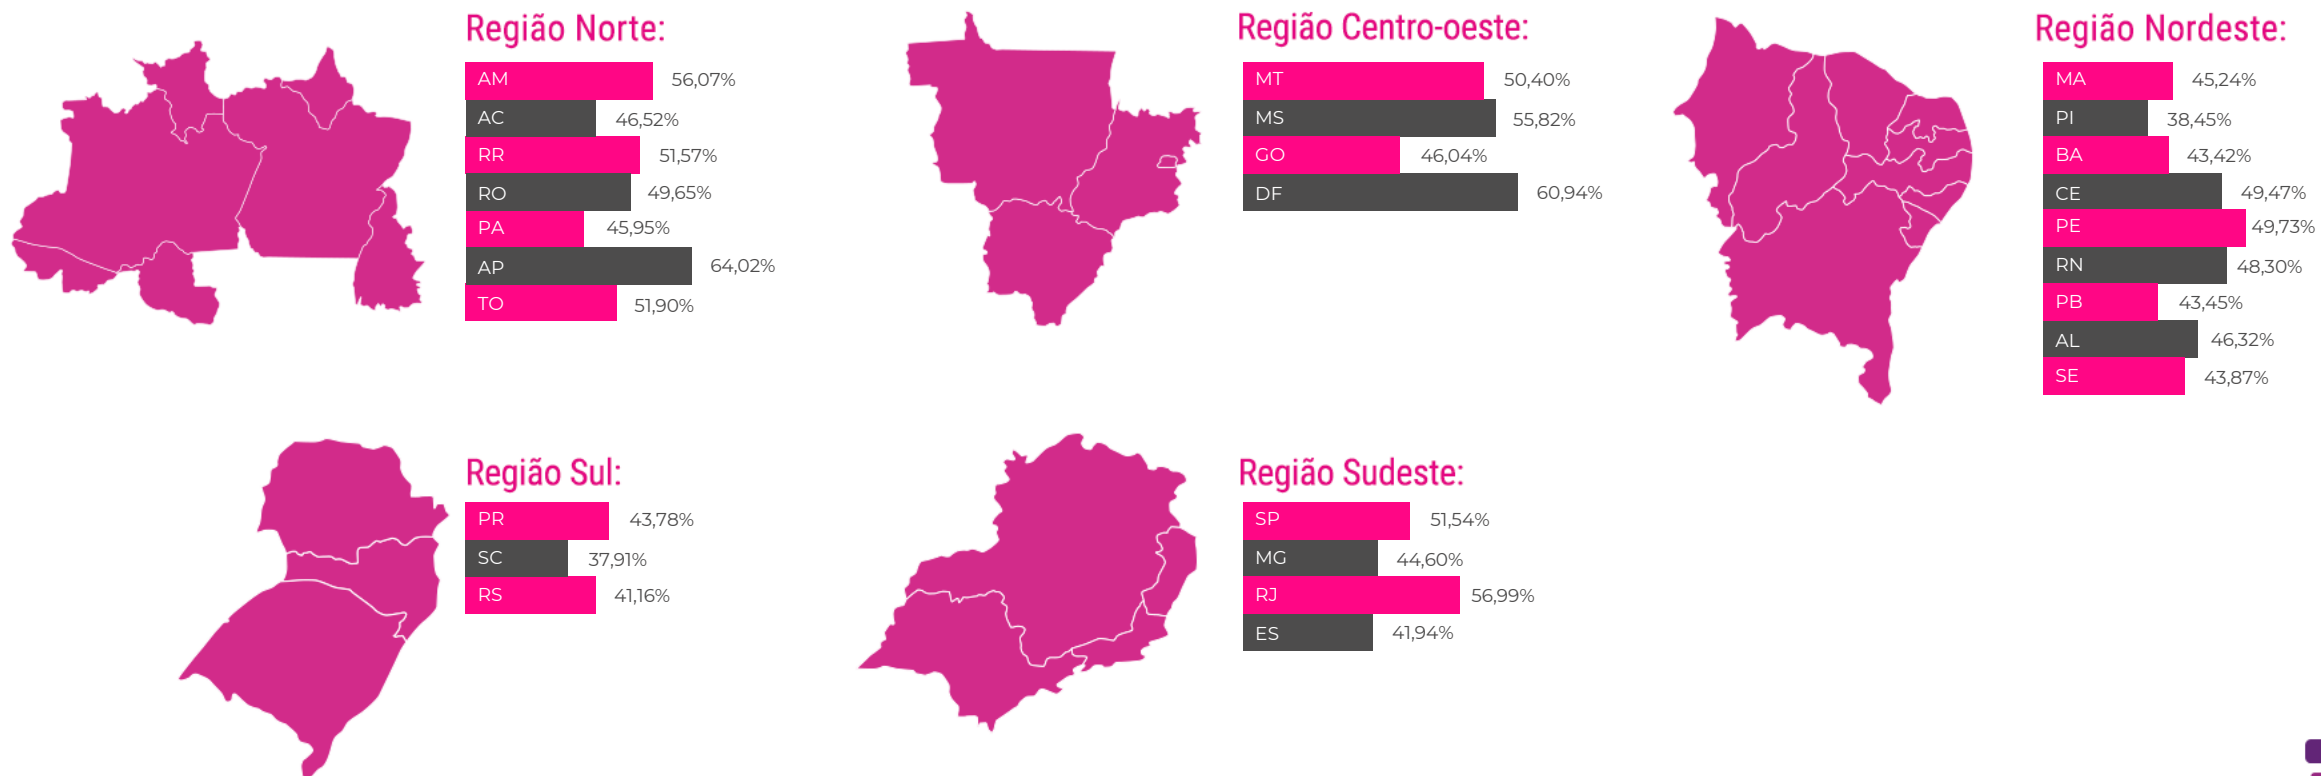 Região Norte:
AM 56,07%
AC 46,52%
RR 51,57%
RO 49,65%
PA 45,95%
AP 64,02%
TO 51,90%
Região Centro-oeste:
MT 50,40%
MS 55,82%
GO 46,04%
DF 60,94%
Região Nordeste:
MA 45,24%
PI 38,45%
BA 43,42%
CE 49,47%
PE 49,73%
RN 48,30%
PB 43,45%
AL 46,32%
SE 43,87%
Região Sul:
PR 43,78%
SC 37,91%
RS 41,16%
Região Sudeste:
SP 51,54%
MG 44,60%
RJ 56,99%
ES 41,94%